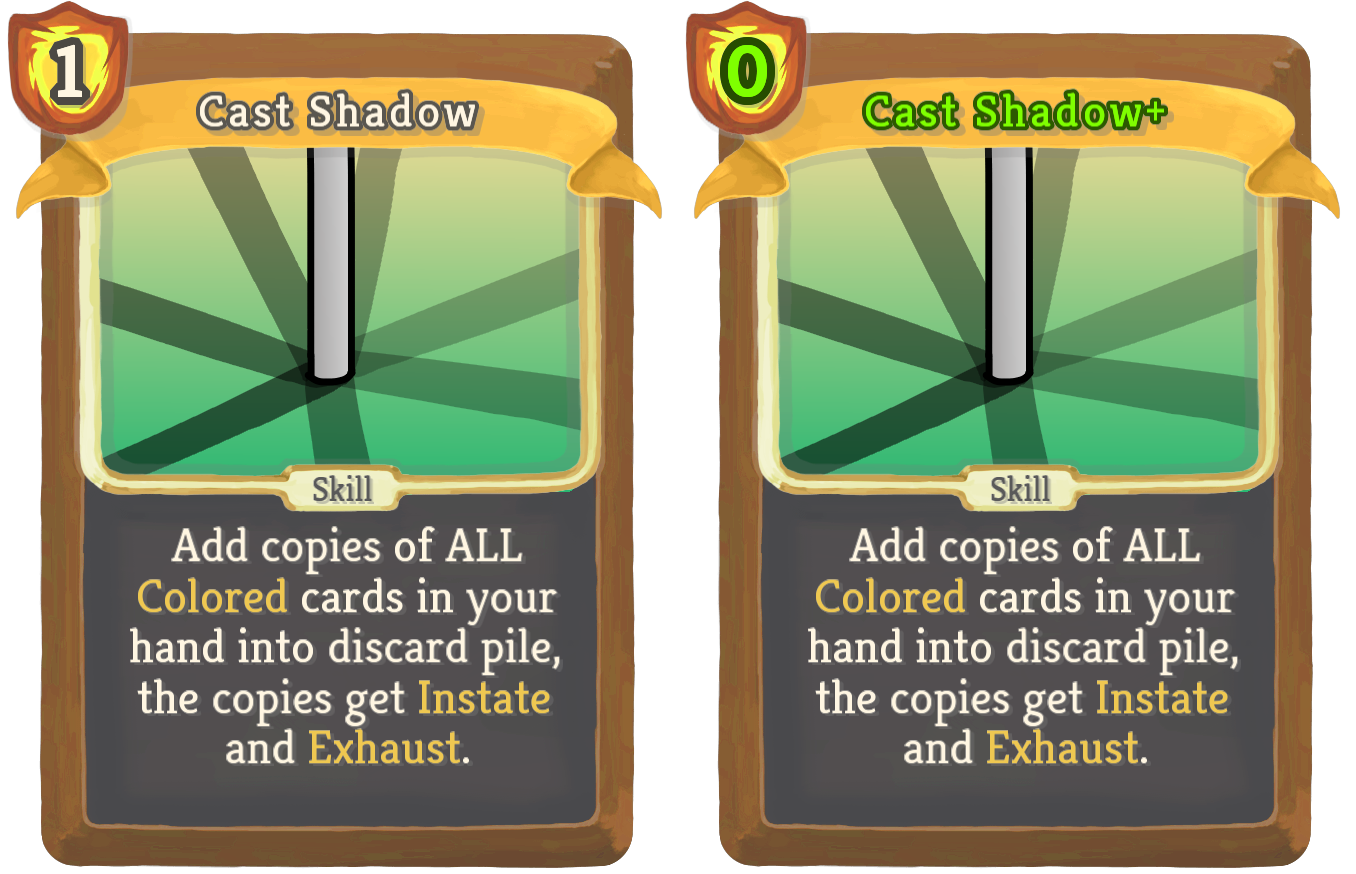 1
Cast Shadow
Skill
Add copies of ALL
Colored cards in your
hand into discard pile,
the copies get Instate
and Exhaust.
0
Cast Shadow+
Skill
Add copies of ALL
Colored cards in your
hand into discard pile,
the copies get Instate
and Exhaust.